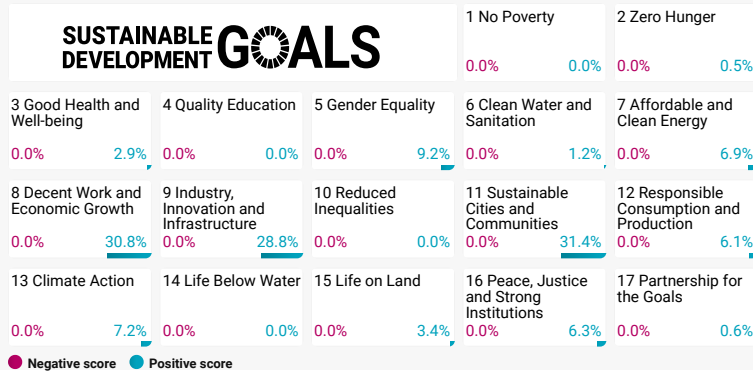 SUSTAINABLE
DEVELOPMENT
GOALS
1 No Poverty
0.0% 0.0%
2 Zero Hunger
0.0% 0.5%
3 Good Health and
Well-being
0.0% 2.9%
4 Quality Education
0.0% 0.0%
5 Gender Equality
0.0% 9.2%
6 Clean Water and
Sanitation
0.0% 1.2%
7 Affordable and
Clean Energy
0.0% 6.9%
8 Decent Work and
Economic Growth
0.0% 30.8%
9 Industry,
Innovation and
Infrastructure
0.0% 28.8%
10 Reduced
Inequalities
0.0% 0.0%
11 Sustainable
Cities and
Communities
0.0% 31.4%
12 Responsible
Consumption and
Production
0.0% 6.1%
13 Climate Action
0.0% 7.2%
14 Life Below Water
0.0% 0.0%
15 Life on Land
0.0% 3.4%
16 Peace, Justice
and Strong
Institutions
0.0% 6.3%
17 Partnership for
the Goals
0.0% 0.6%
Negative score Positive score